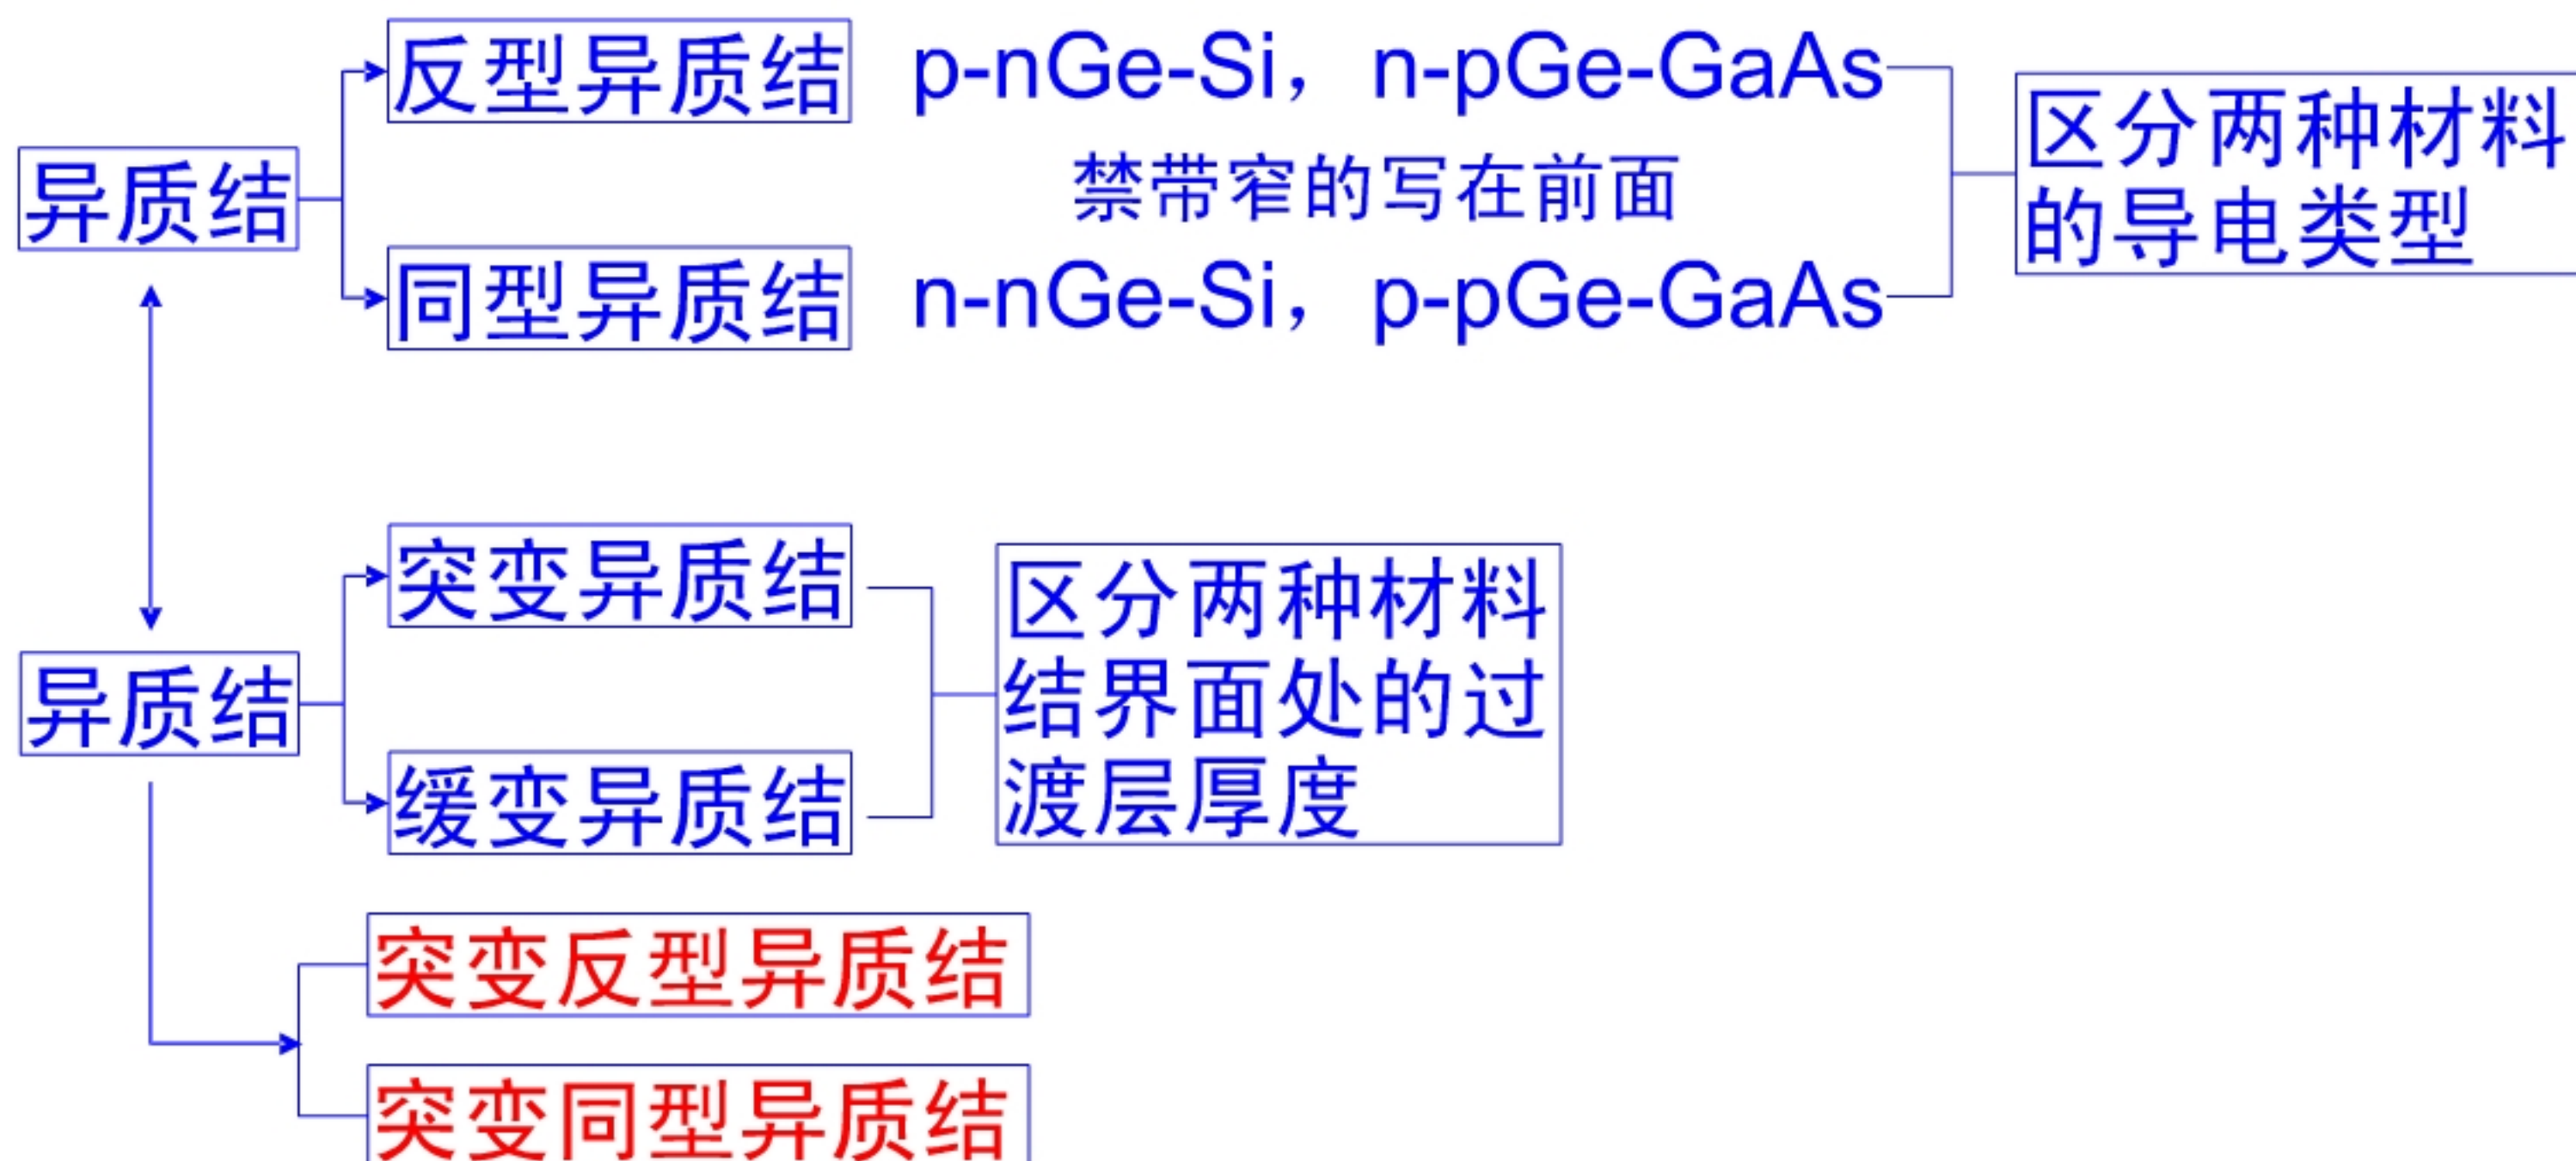 异质结
反型异质结
p-nGe-Si，n-pGe-GaAs
禁带窄的写在前面
同型异质结
n-nGe-Si，p-pGe-GaAs
区分两种材料
的导电类型
异质结
突变异质结
缓变异质结
区分两种材料
结界面处的过
渡层厚度
突变反型异质结
突变同型异质结